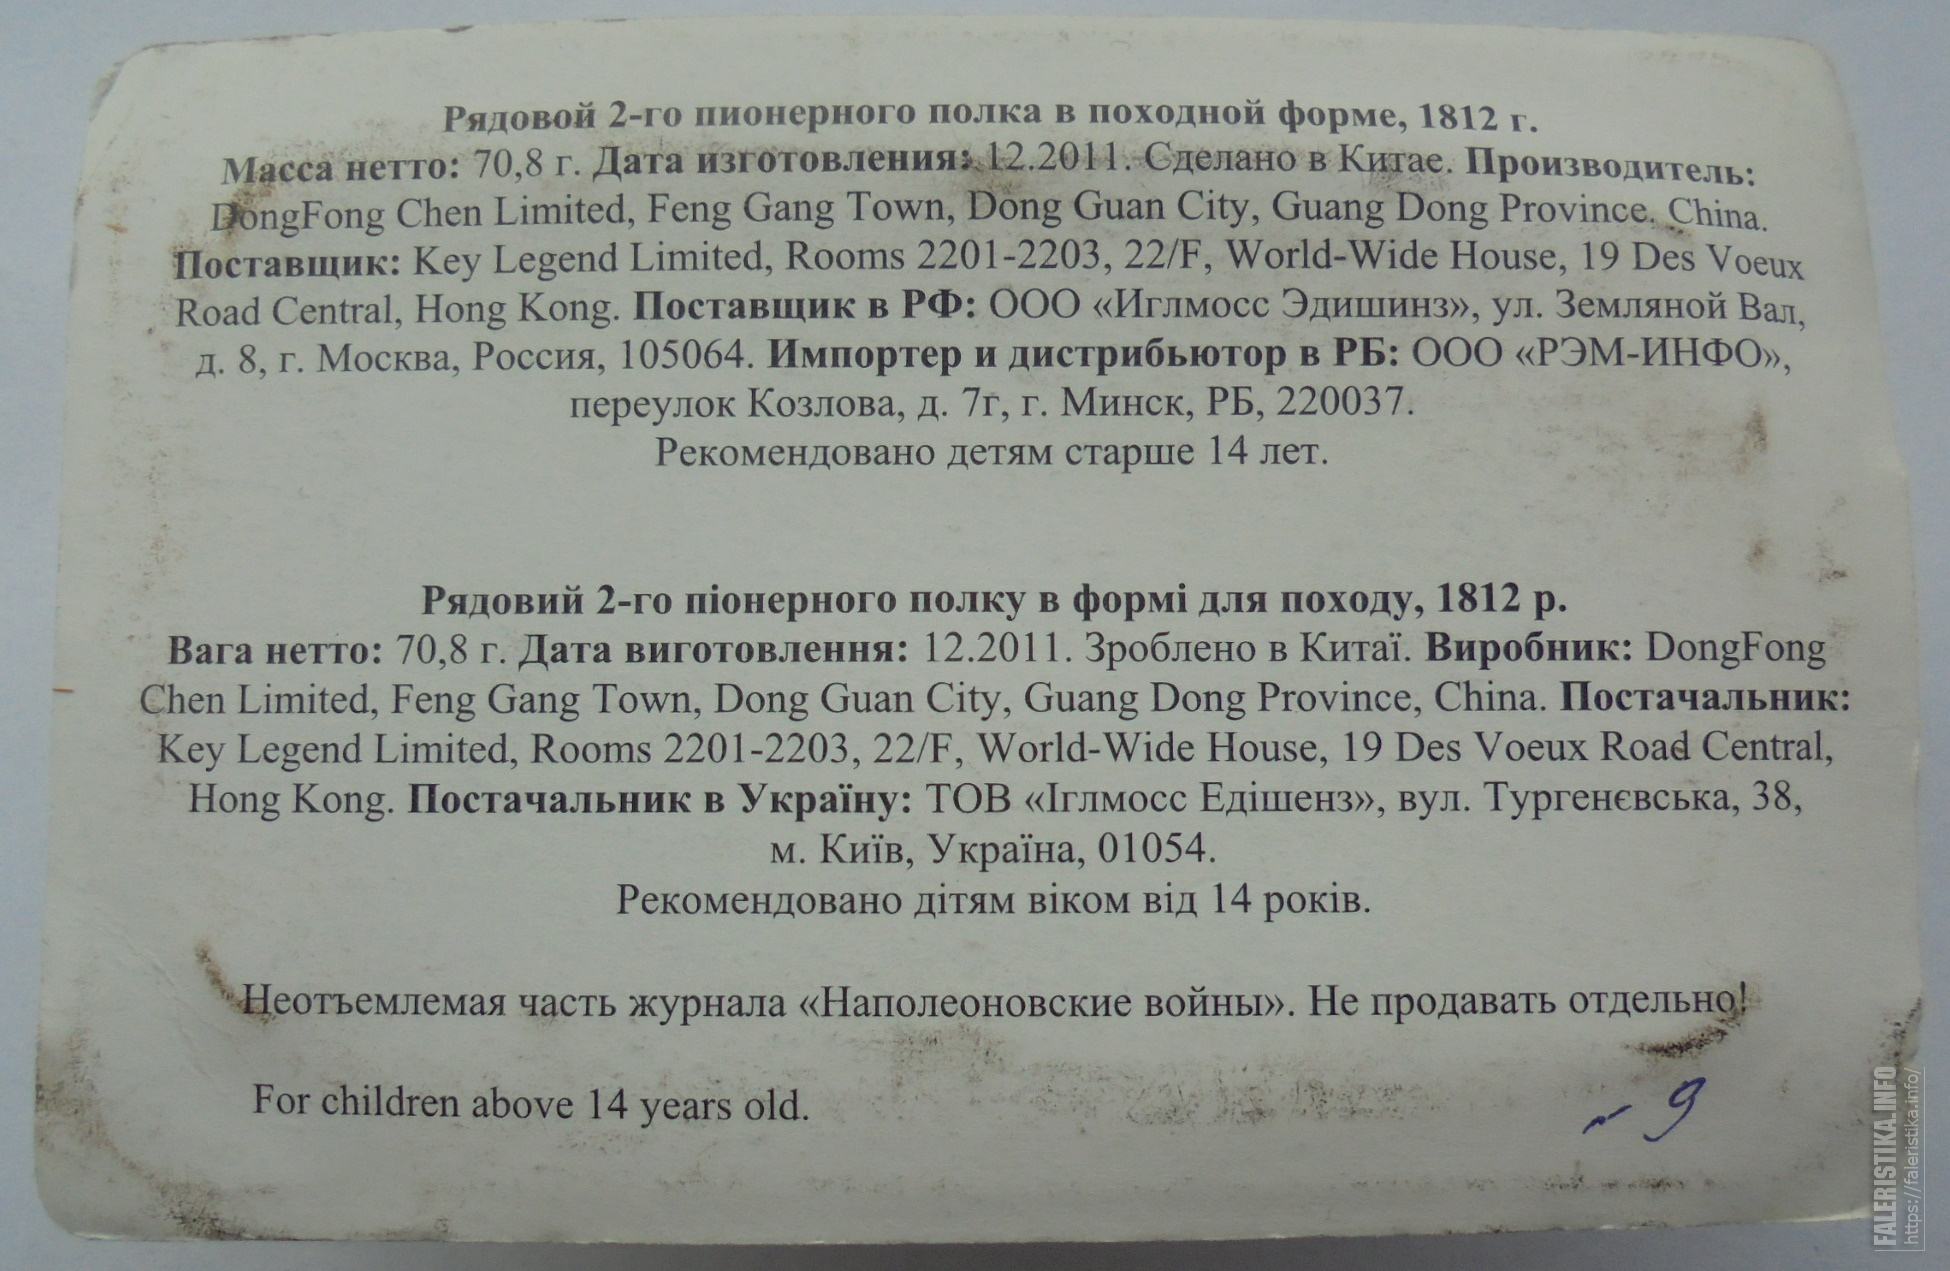 Рядовой 2-го пионерного полка в походной форме, 1812 г.
Масса нетто: 70,8 г. Дата изготовления: 12.2011. Сделано в Китае. Производитель:
DongFong Chen Limited, Feng Gang Town, Dong Guan City, Guang Dong Province. China.
Поставщик: Key Legend Limited, Rooms 2201-2203, 22/F, World-Wide House, 19 Des Voeux
Road Central, Hong Kong. Поставщик в РФ: ООО «Иглмосс Эдишинз», ул. Земляной Вал,
д. 8, г. Москва, Россия, 105064. Импортер и дистрибьютор в РБ: ООО «РЭМ-ИНФО»,
переулок Козлова, д. 7г, г. Минск, РБ, 220037.
Рекомендовано детям старше 14 лет.
Рядовий 2-го піонерного полку в формі для походу, 1812 р.
Вага нетто: 70,8 г. Дата виготовлення: 12.2011. Зроблено в Китаї. Виробник: DongFong
Chen Limited, Feng Gang Town, Dong Guan City, Guang Dong Province, China. Постачальник:
Key Legend Limited, Rooms 2201-2203, 22/F, World-Wide House, 19 Des Voeux Road Central,
Hong Kong. Постачальник в Україну: ТОВ «Іглмосс Едішенз», вул. Тургенєвська, 38,
м. Київ, Україна, 01054.
Рекомендовано дітям віком від 14 років.
Неотъемлемая часть журнала «Наполеоновские войны». Не продавать отдельно!
For children above 14 years old.
- 9
FALERISTIKA.INFO
https://faleristika.info/